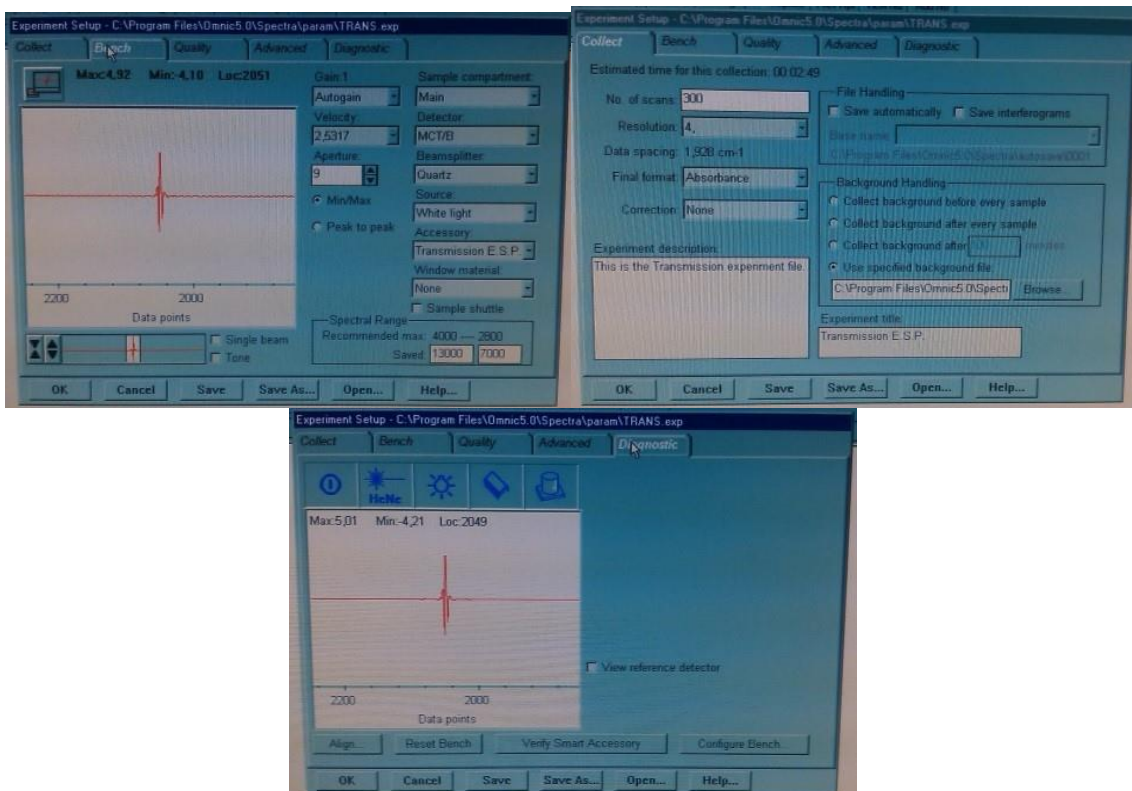 Experiment Setup - C:\Program Files\Omnic5.0\Spectra\param\TRANS.exp
Collect Bench Quality Advanced Diagnostic
Max:4,92 Min:-4,10 Loc:2051
Gain:1
Autogain
Velocity:
2,5317
Aperture:
9
Min/Max
Peak to peak
Sample compartment:
Main
Detector:
MCT/B
Beamsplitter:
Quartz
Source:
White light
Accessory:
Transmission E.S.P
Window material:
None
Sample shuttle
2200 2000
Data points
Single beam
Tone
Spectral Range
Recommended max: 4000 --- 2800
Saved: 13000 7000
OK Cancel Save Save As... Open... Help...
Experiment Setup - C:\Program Files\Omnic5.0\Spectra\param\TRANS.exp
Collect Bench Quality Advanced Diagnostic
Estimated time for this collection: 00:02:49
No. of scans: 300
Resolution: 4,
Data spacing: 1,928 cm-1
Final format: Absorbance
Correction: None
Experiment description:
This is the Transmission experiment file.
File Handling
Save automatically Save interferograms
Base name:
C:\Program Files\Omnic5.0\Spectra\autosave\0001
Background Handling
Collect background before every sample
Collect background after every sample
Collect background after minutes
Use specified background file:
C:\Program Files\Omnic5.0\Spectr Browse...
Experiment title:
Transmission E.S.P.
OK Cancel Save Save As... Open... Help...
Experiment Setup - C:\Program Files\Omnic5.0\Spectra\param\TRANS.exp
Collect Bench Quality Advanced Diagnostic
HeNe
Max:5,01 Min:-4,21 Loc:2049
2200 2000
Data points
View reference detector
Align... Reset Bench Verify Smart Accessory Configure Bench...
OK Cancel Save Save As... Open... Help...